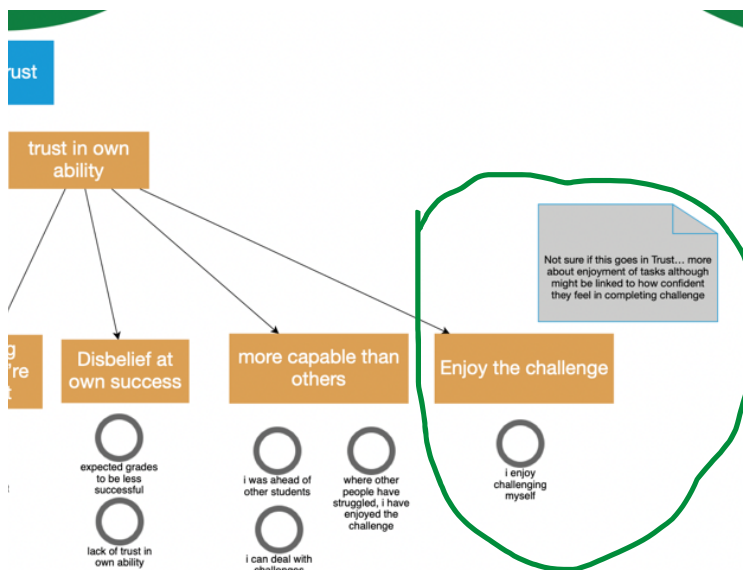 trust in own
ability
Not sure if this goes in Trust... more
about enjoyment of tasks although
might be linked to how confident
they feel in completing challenge
Disbelief at
own success
more capable than
others
Enjoy the challenge
expected grades
to be less
successful
lack of trust in
own ability
i was ahead of
other students
i can deal with
where other
people have
struggled, i have
enjoyed the
challenge
i enjoy
challenging
myself